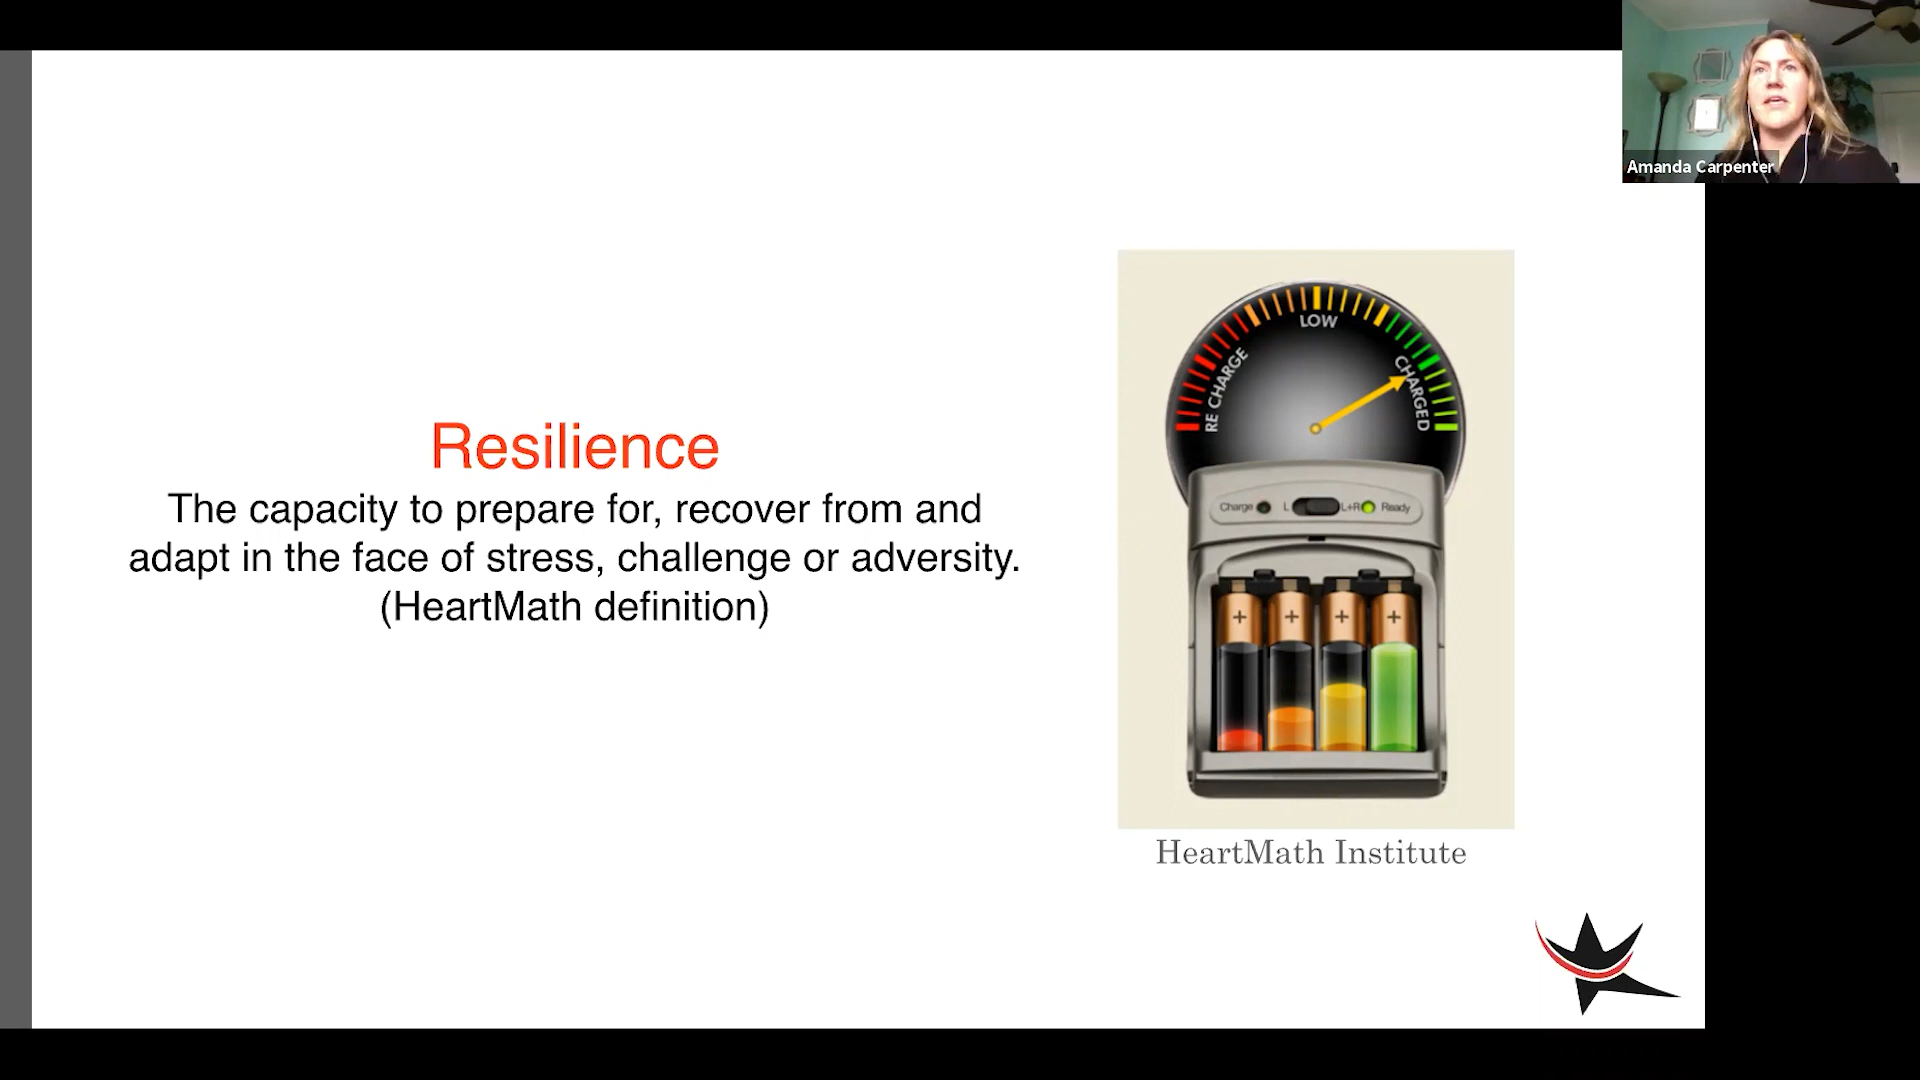 Amanda Carpenter
Resilience
The capacity to prepare for, recover from and
adapt in the face of stress, challenge or adversity.
(HeartMath definition)
RE CHARGE
LOW
CHARGED
Charge L L+R Ready
+ + + +
HeartMath Institute